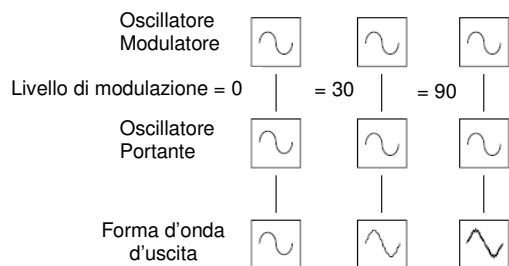 Oscillatore
Modulatore
Livello di modulazione = 0 = 30 = 90
Oscillatore
Portante
Forma d'onda
d'uscita